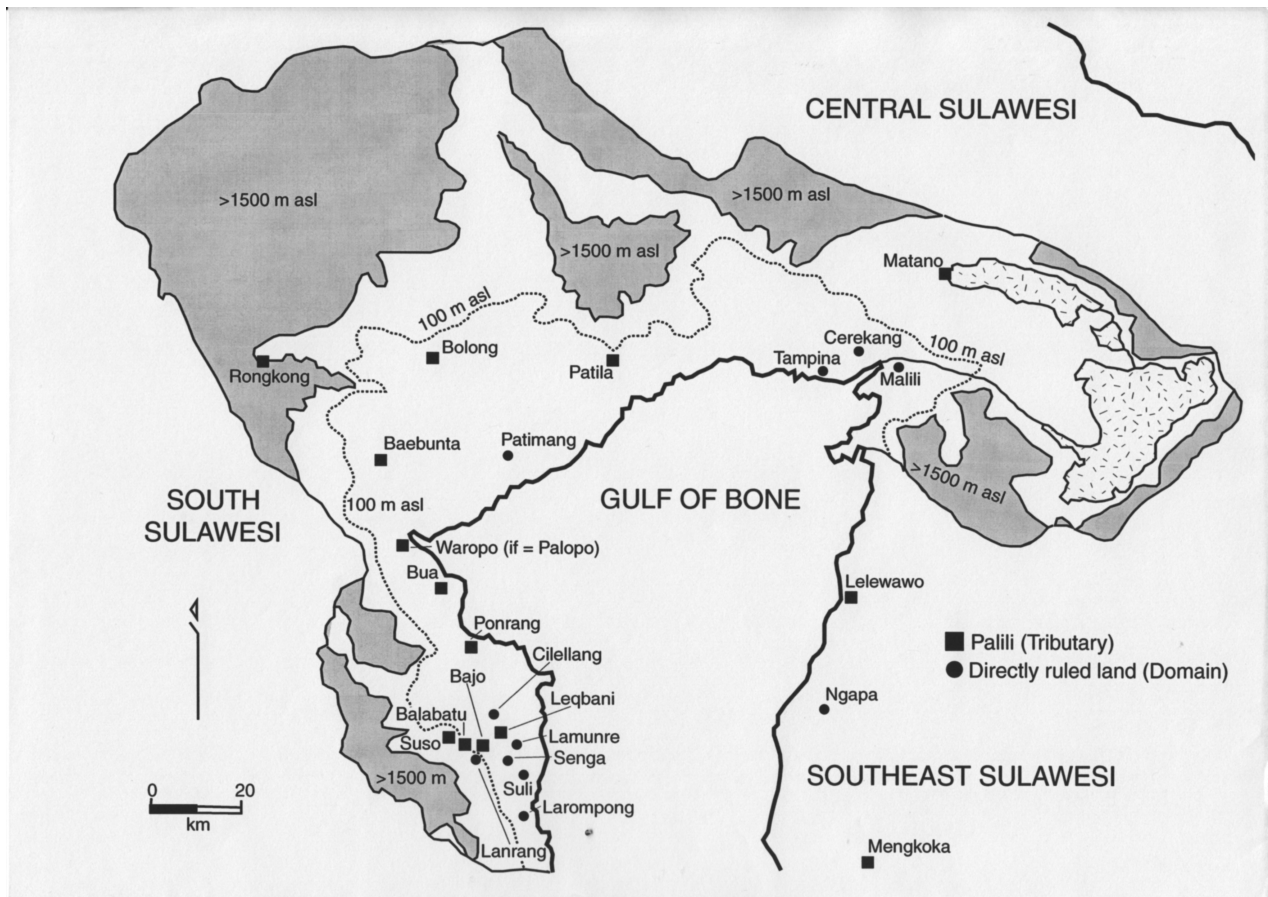 CENTRAL SULAWESI
>1500 m asl
>1500 m asl
>1500 m asl
Matano
100 m asl
Cerekang
100 m asl
Bolong
Tampina
Patila
Malili
Rongkong
Patimang
Baebunta
>1500 m asl
100 m asl
SOUTH
SULAWESI
GULF OF BONE
Waropo (if = Palopo)
Bua
Lelewawo
Ponrang
Palili (Tributary)
Cilellang
Directly ruled land (Domain)
Bajo
Leqbani
Ngapa
Balabatu
Suso
Lamunre
Senga
>1500 m
SOUTHEAST SULAWESI
Suli
0 20
km
Larompong
Lanrang
Mengkoka